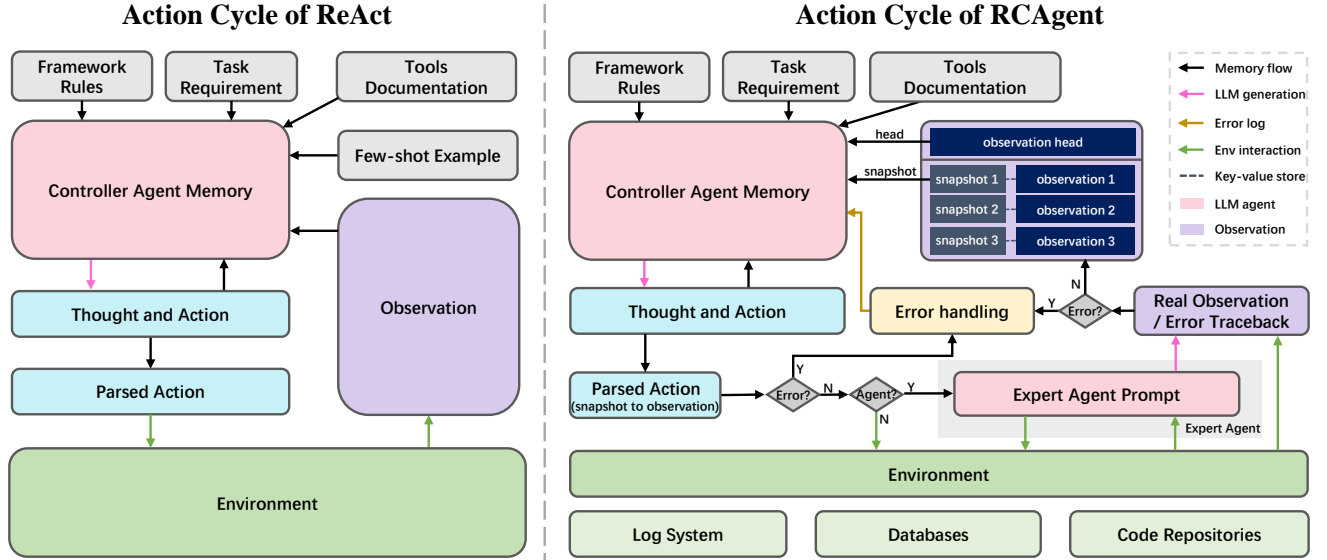 Action Cycle of ReAct
Framework
Rules
Task
Requirement
Tools
Documentation
Controller Agent Memory
Few-shot Example
Observation
Thought and Action
Parsed Action
Environment
Action Cycle of RCAgent
Framework
Rules
Task
Requirement
Tools
Documentation
Controller Agent Memory
head
snapshot
observation head
snapshot 1
observation 1
snapshot 2
observation 2
snapshot 3
observation 3
Memory flow
LLM generation
Error log
Env interaction
Key-value store
LLM agent
Observation
Thought and Action
Error handling
Y
Error?
N
Real Observation
/ Error Traceback
Parsed Action
(snapshot to observation)
Error?
Y
N
Agent?
Y
N
Expert Agent Prompt
Expert Agent
Environment
Log System
Databases
Code Repositories